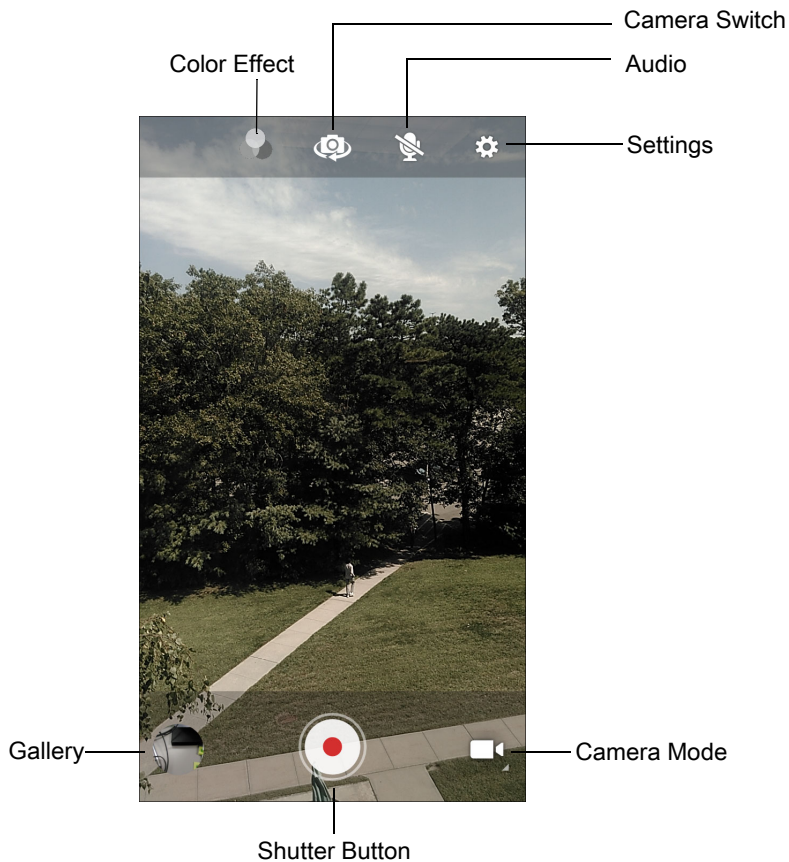 Camera Switch
Color Effect
Audio
Settings
Gallery
Camera Mode
Shutter Button